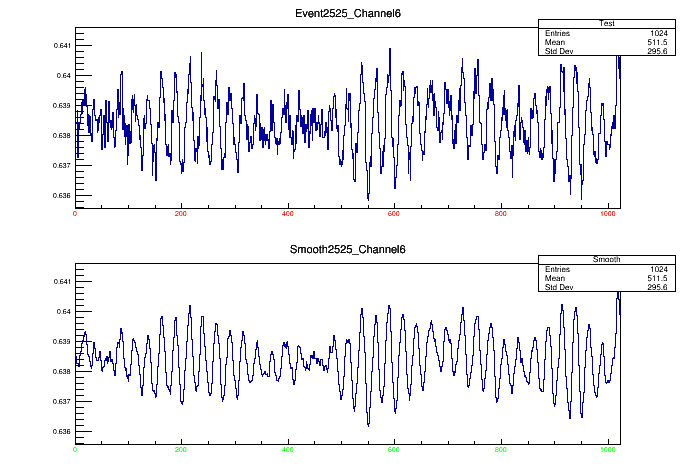 Event2525_Channel6
Test
Entries 1024
Mean 511.5
Std Dev 295.6
0.641
0.64
0.639
0.638
0.637
0.636
0 200 400 600 800 1000
Smooth2525_Channel6
Smooth
Entries 1024
Mean 511.5
Std Dev 295.6
0.641
0.64
0.639
0.638
0.637
0.636
0 200 400 600 800 1000